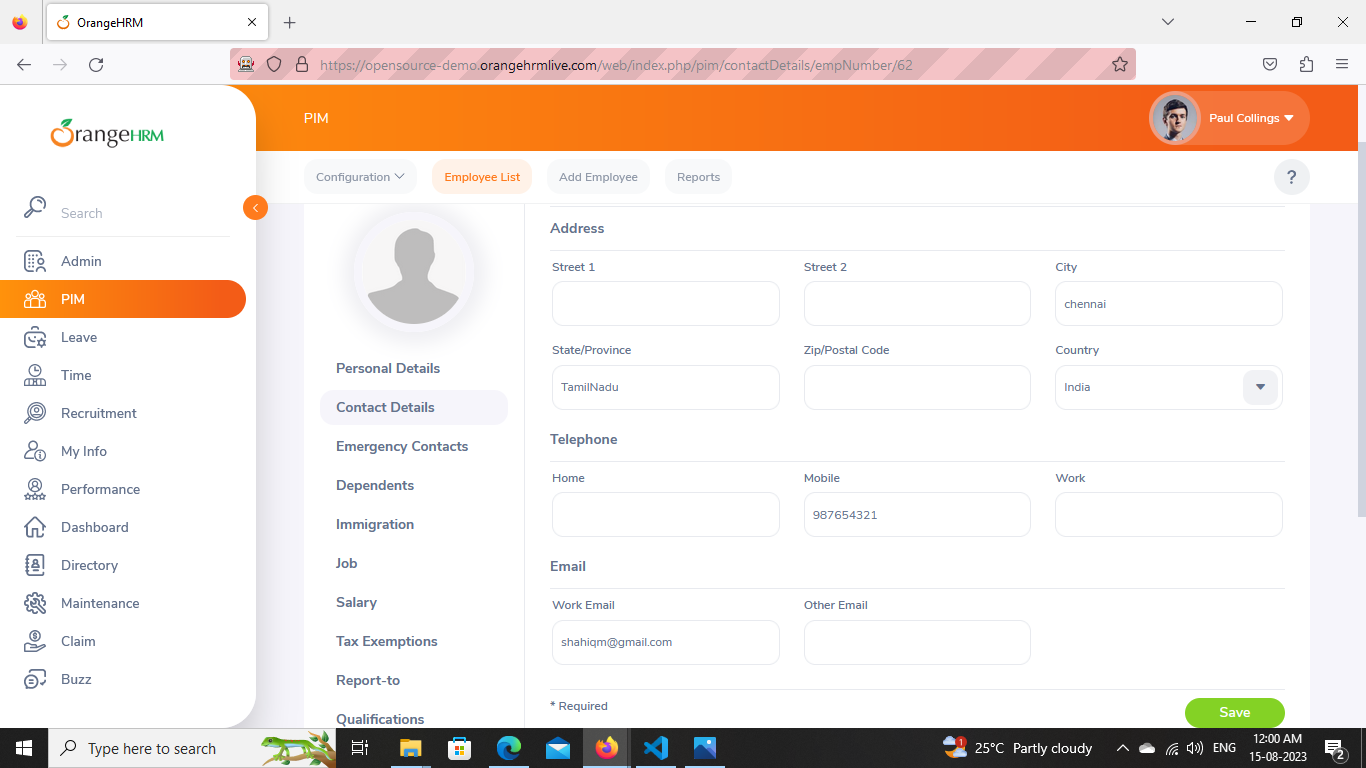 OrangeHRM
https://opensource-demo.orangehrmlive.com/web/index.php/pim/contactDetails/empNumber/62
OrangeHRM
PIM
Paul Collings
Configuration
Employee List
Add Employee
Reports
?
Search
Admin
PIM
Leave
Time
Recruitment
My Info
Performance
Dashboard
Directory
Maintenance
Claim
Buzz
Personal Details
Contact Details
Emergency Contacts
Dependents
Immigration
Job
Salary
Tax Exemptions
Report-to
Qualifications
Address
Street 1
Street 2
City
chennai
State/Province
Zip/Postal Code
Country
TamilNadu
India
Telephone
Home
Mobile
Work
987654321
Email
Work Email
Other Email
shahiqm@gmail.com
* Required
Save
Type here to search
1
25°C Partly cloudy
ENG
12:00 AM
15-08-2023
2